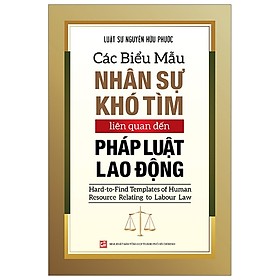 LUẬT SƯ NGUYỄN HỮU PHƯỚC
Các Biểu Mẫu
NHÂN SỰ
KHÓ TÌM
liên quan đến
PHÁP LUẬT
LAO ĐỘNG
Hard-to-Find Templates of Human
Resource Relating to Labour Law